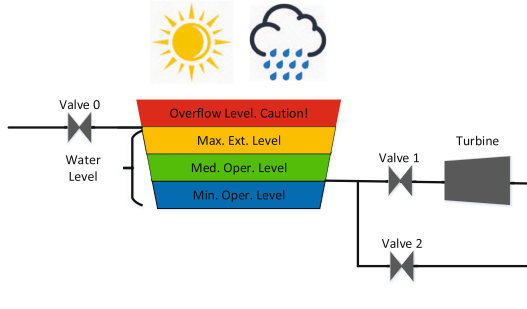 Valve 0
Overflow Level. Caution!
Max. Ext. Level
Water
Level
Med. Oper. Level
Min. Oper. Level
Valve 1
Turbine
Valve 2